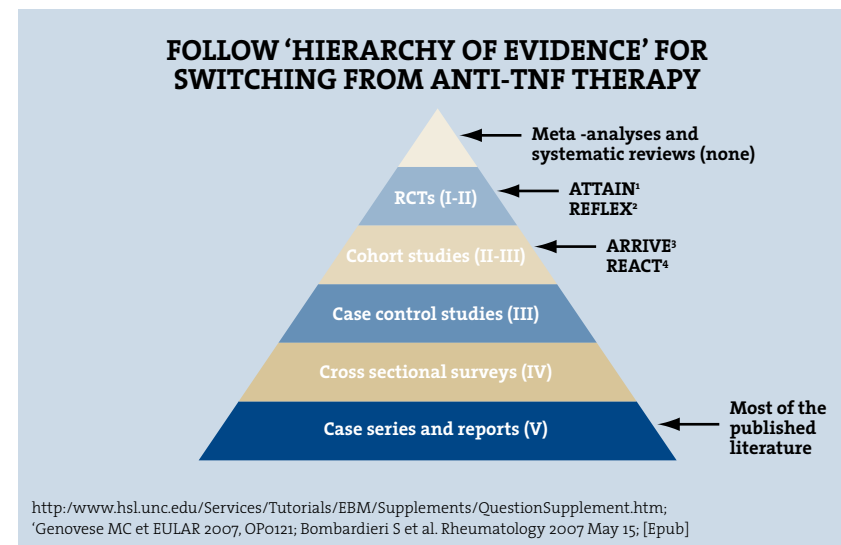 FOLLOW ‘HIERARCHY OF EVIDENCE’ FOR
SWITCHING FROM ANTI-TNF THERAPY
Meta -analyses and
systematic reviews (none)
RCTs (I-II)
ATTAIN¹
REFLEX²
Cohort studies (II-III)
ARRIVE³
REACT⁴
Case control studies (III)
Cross sectional surveys (IV)
Case series and reports (V)
Most of the
published
literature
http:/www.hsl.unc.edu/Services/Tutorials/EBM/Supplements/QuestionSupplement.htm;
‘Genovese MC et EULAR 2007, OP0121; Bombardieri S et al. Rheumatology 2007 May 15; [Epub]